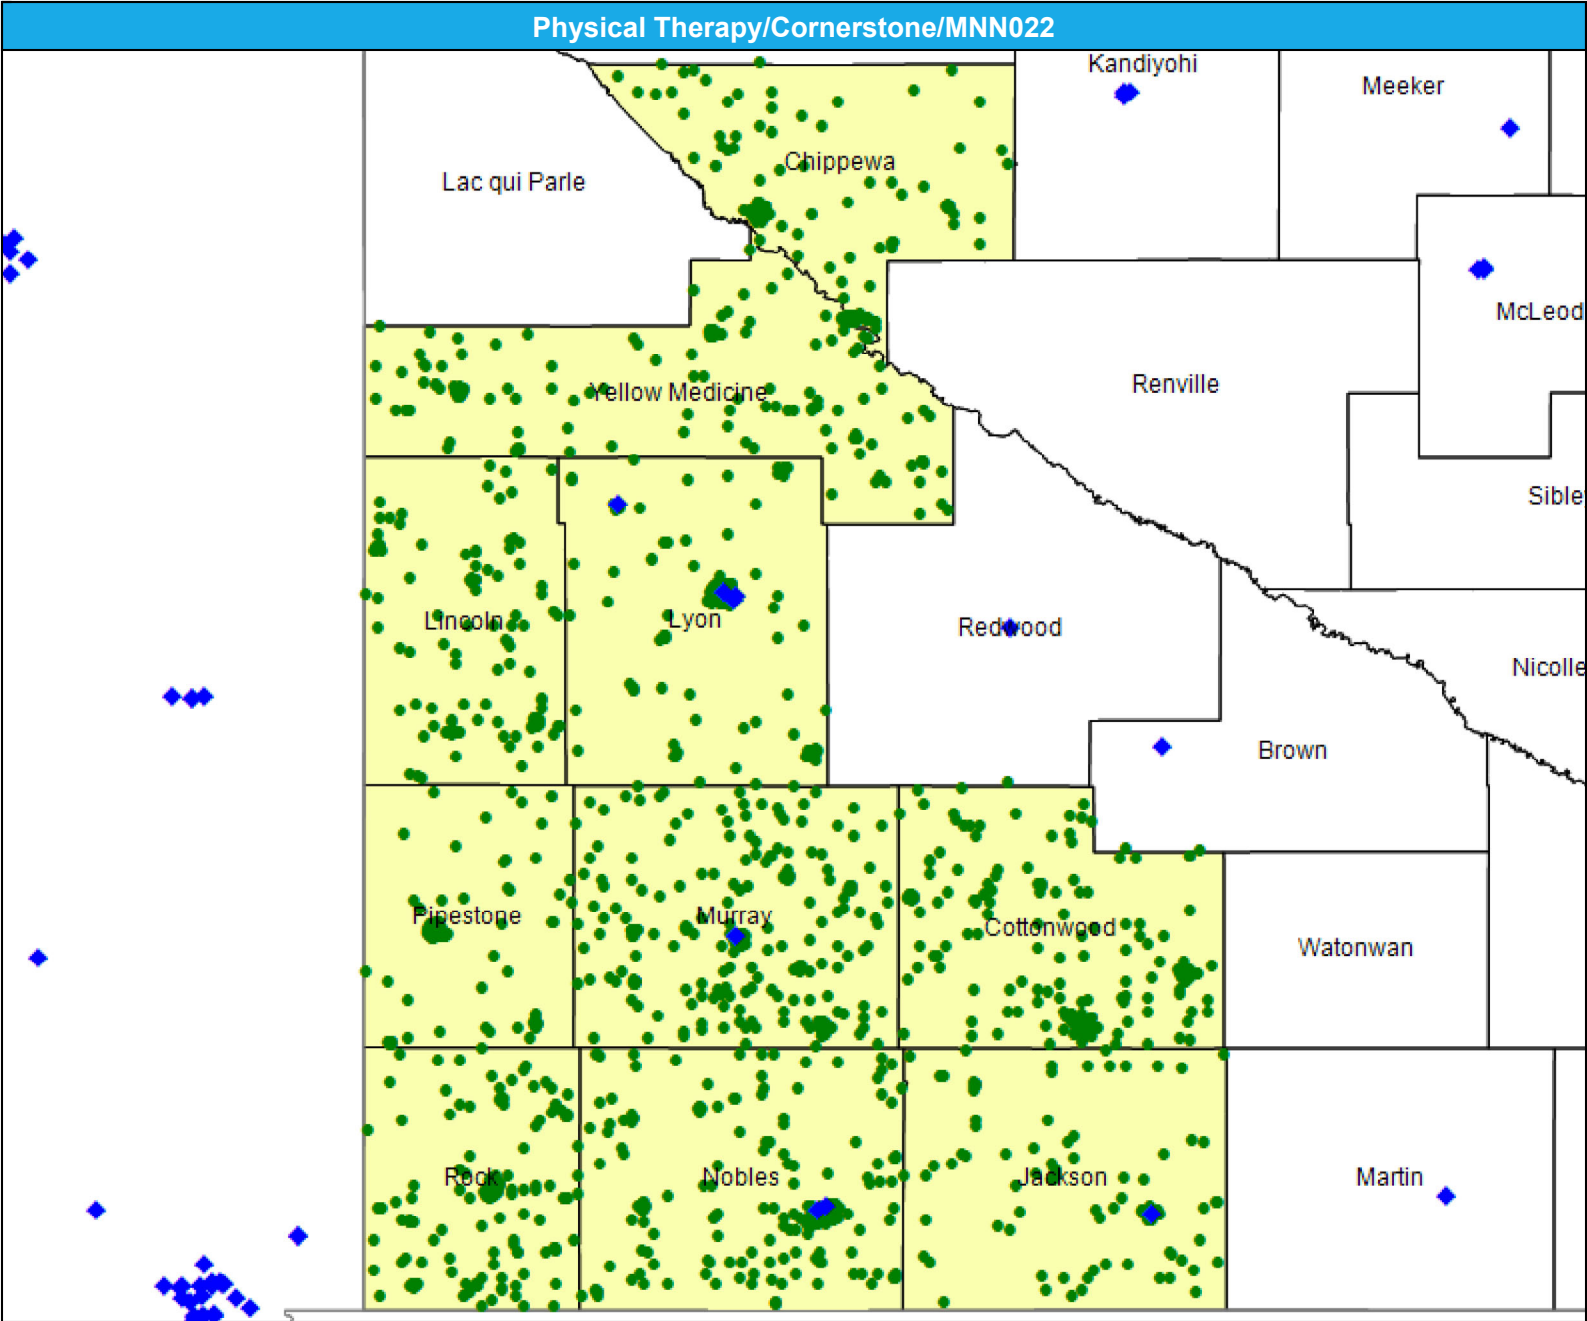 Physical Therapy/Cornerstone/MNN022
Kandiyohi
Meeker
Chippewa
Lac qui Parle
McLeod
Renville
Yellow Medicine
Sible
Lincoln
Lyon
Redwood
Nicolle
Brown
Pipestone
Murray
Cottonwood
Watonwan
Rock
Nobles
Jackson
Martin